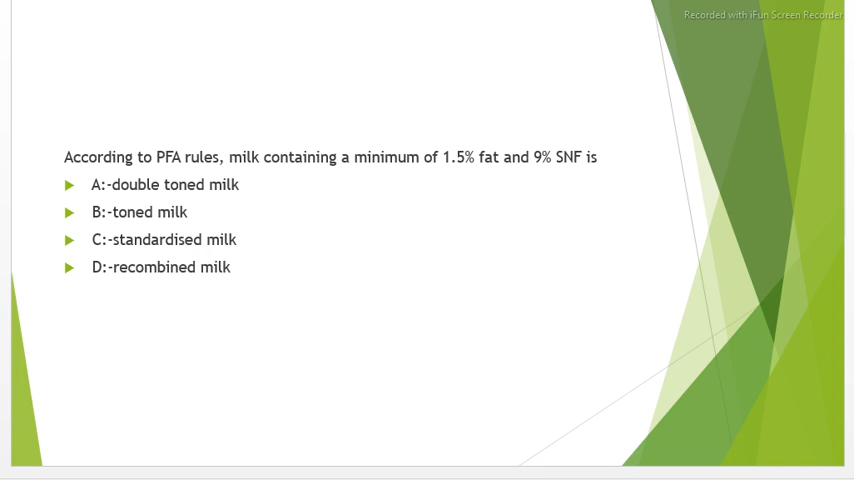 Recorded with iFun Screen Recorder
According to PFA rules, milk containing a minimum of 1.5% fat and 9% SNF is
A:-double toned milk
B:-toned milk
C:-standardised milk
D:-recombined milk